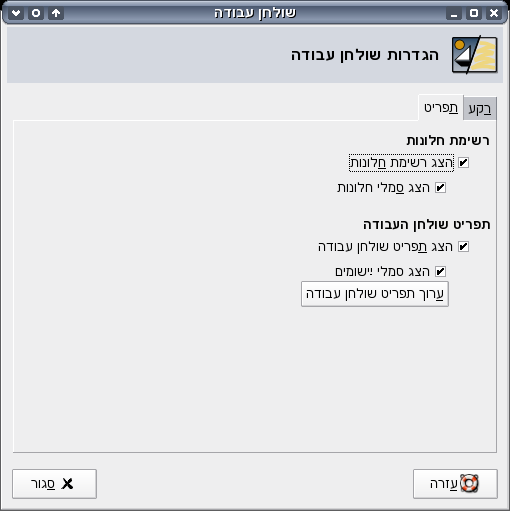 שולחן עבודה
הגדרות שולחן עבודה
רקע
תפריט
רשימת חלונות
הצג רשימת חלונות
הצג סמלי חלונות
תפריט שולחן העבודה
הצג תפריט שולחן עבודה
הצג סמלי יישומים
ערוך תפריט שולחן עבודה
עזרה
סגור